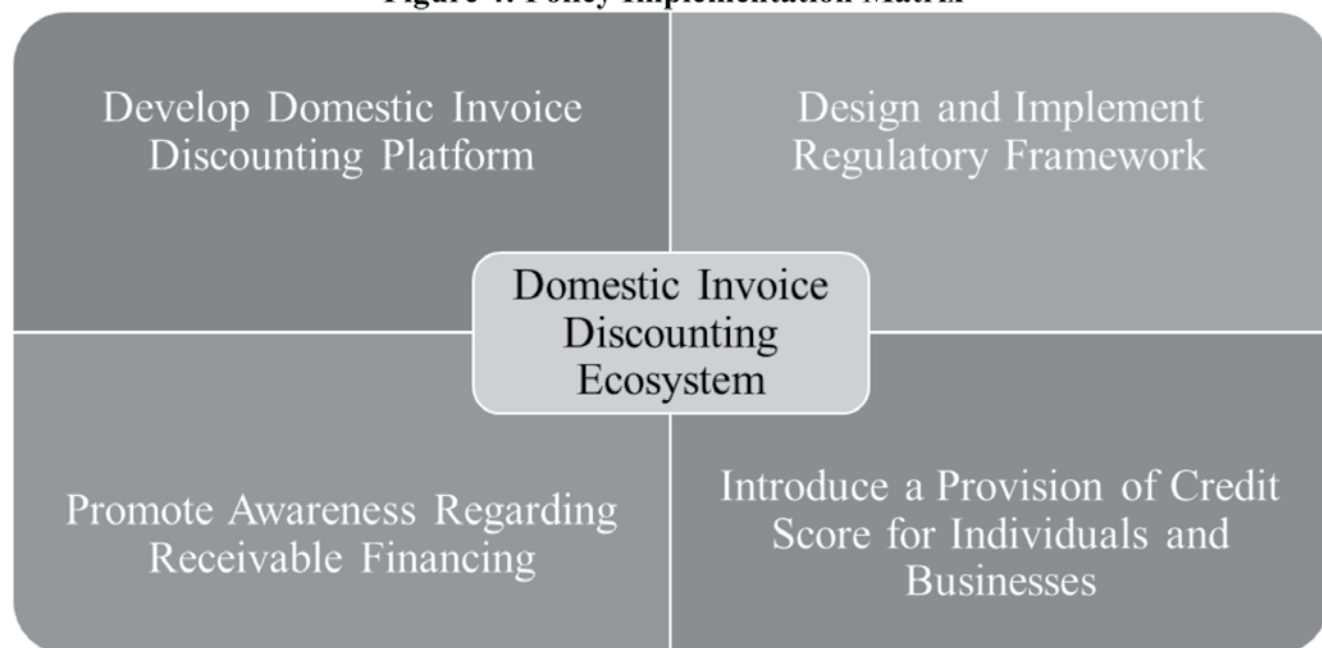 Develop Domestic Invoice
Discounting Platform
Design and Implement
Regulatory Framework
Domestic Invoice
Discounting
Ecosystem
Promote Awareness Regarding
Receivable Financing
Introduce a Provision of Credit
Score for Individuals and
Businesses